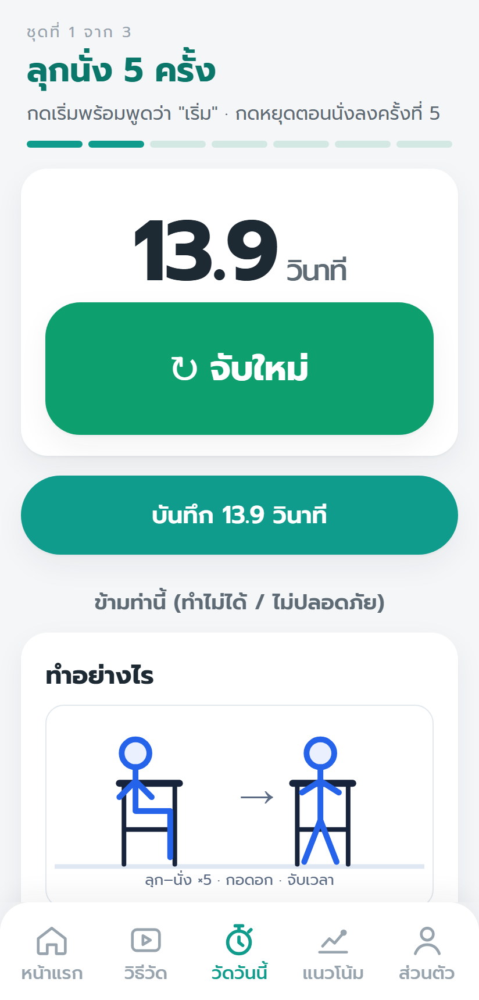 ชุดที่ 1 จาก 3
ลุกนั่ง 5 ครั้ง
กดเริ่มพร้อมพูดว่า "เริ่ม" · กดหยุดตอนนั่งลงครั้งที่ 5
13.9 วินาที
↻ จับใหม่
บันทึก 13.9 วินาที
ข้ามท่านี้ (ทำไม่ได้ / ไม่ปลอดภัย)
ทำอย่างไร
→
ลุก–นั่ง ×5 · กอดอก · จับเวลา
หน้าแรก วิธีวัด วัดวันนี้ แนวโน้ม ส่วนตัว